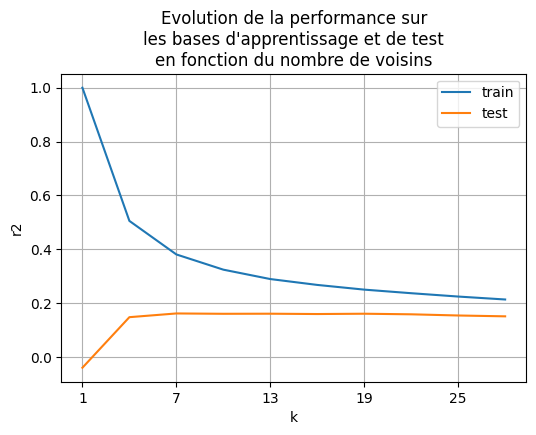 Evolution de la performance sur
les bases d'apprentissage et de test
en fonction du nombre de voisins
1.0
0.8
0.6
0.4
0.2
0.0
r2
train
test
1 7 13 19 25
k